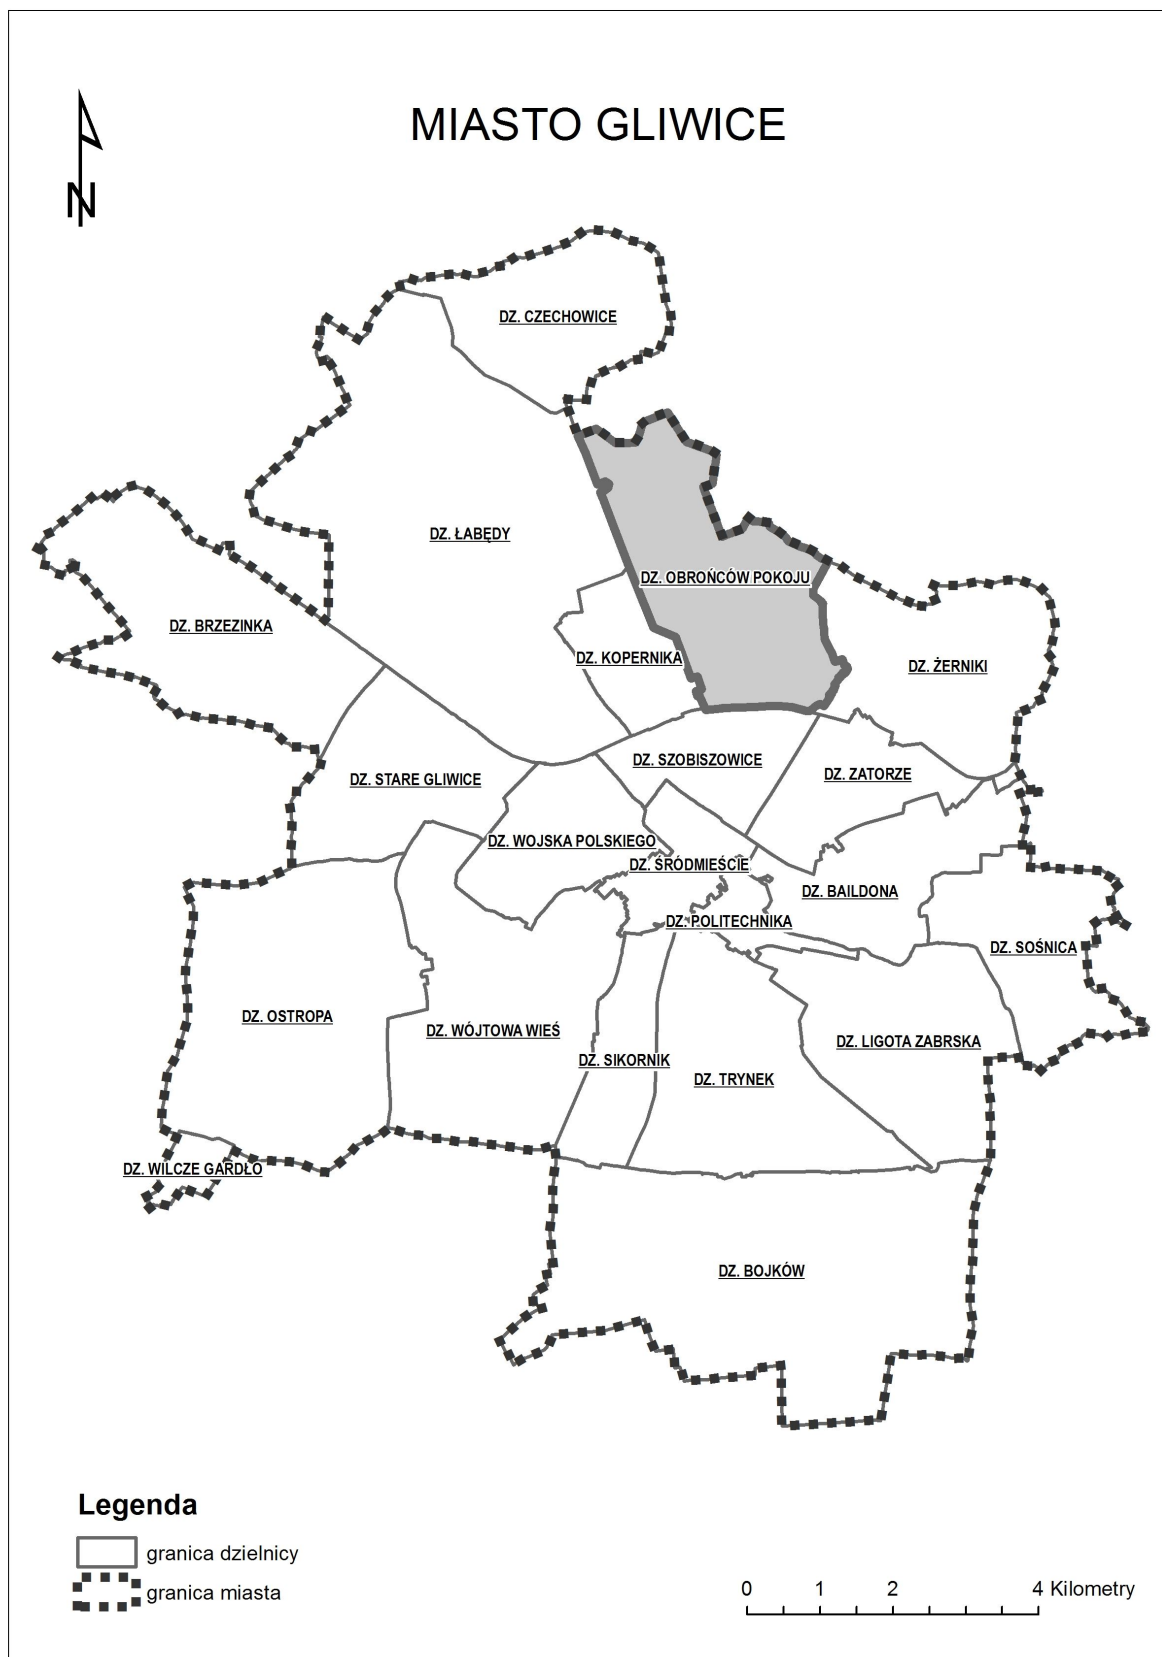 MIASTO GLIWICE
N
DZ. CZECHOWICE
DZ. ŁABĘDY
DZ. OBROŃCÓW POKOJU
DZ. BRZEZINKA
DZ. KOPERNIKA
DZ. ŻERNIKI
DZ. SZOBISZOWICE
DZ. STARE GLIWICE
DZ. ZATORZE
DZ. WOJSKA POLSKIEGO
DZ. ŚRÓDMIEŚCIE
DZ. BAILDONA
DZ. POLITECHNIKA
DZ. SOŚNICA
DZ. OSTROPA
DZ. WÓJTOWA WIEŚ
DZ. LIGOTA ZABRSKA
DZ. SIKORNIK
DZ. TRYNEK
DZ. WILCZE GARDŁO
DZ. BOJKÓW
Legenda
granica dzielnicy
granica miasta
0 1 2 4 Kilometry